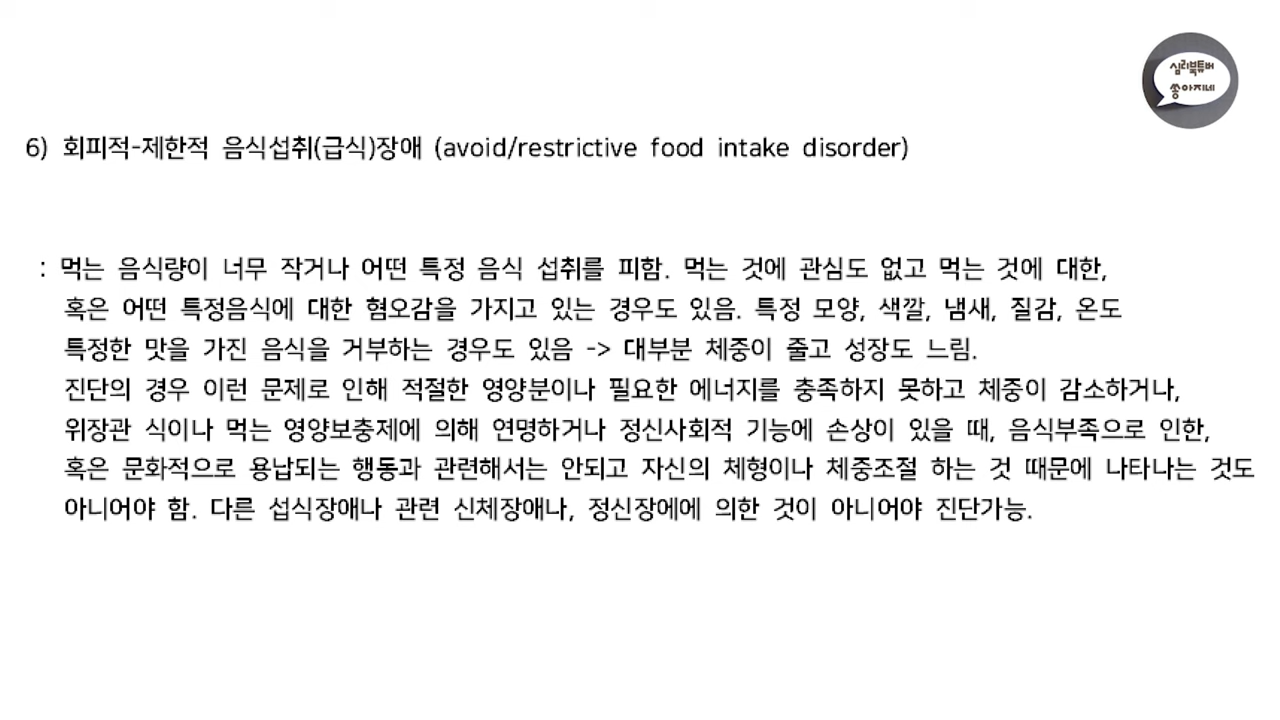 심리북튜버
쏭아지네
6) 회피적-제한적 음식섭취(급식)장애 (avoid/restrictive food intake disorder)
: 먹는 음식량이 너무 작거나 어떤 특정 음식 섭취를 피함. 먹는 것에 관심도 없고 먹는 것에 대한,
혹은 어떤 특정음식에 대한 혐오감을 가지고 있는 경우도 있음. 특정 모양, 색깔, 냄새, 질감, 온도
특정한 맛을 가진 음식을 거부하는 경우도 있음 -> 대부분 체중이 줄고 성장도 느림.
진단의 경우 이런 문제로 인해 적절한 영양분이나 필요한 에너지를 충족하지 못하고 체중이 감소하거나,
위장관 식이나 먹는 영양보충제에 의해 연명하거나 정신사회적 기능에 손상이 있을 때, 음식부족으로 인한,
혹은 문화적으로 용납되는 행동과 관련해서는 안되고 자신의 체형이나 체중조절 하는 것 때문에 나타나는 것도
아니어야 함. 다른 섭식장애나 관련 신체장애나, 정신장에에 의한 것이 아니어야 진단가능.